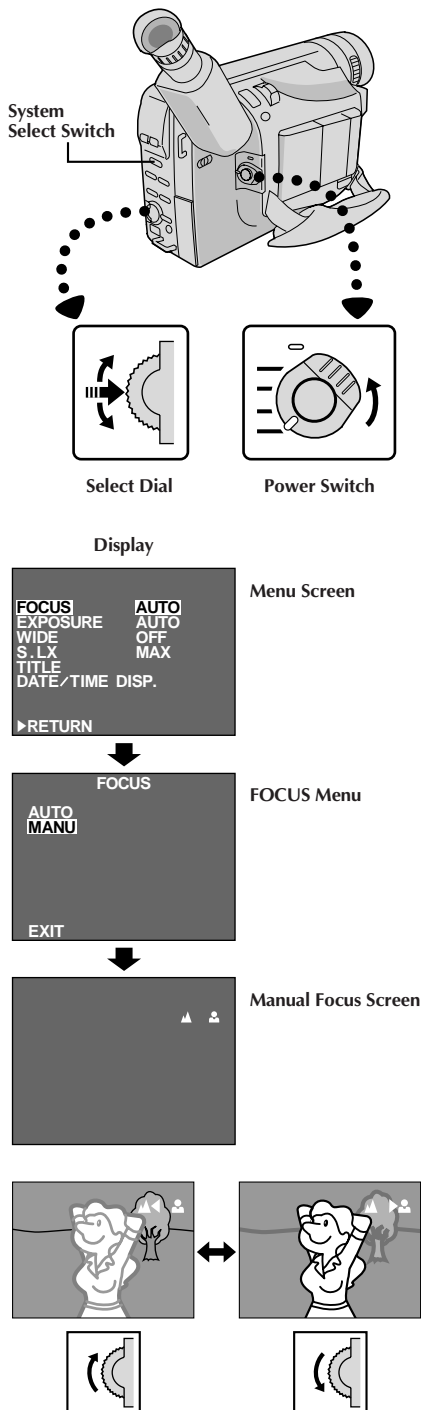 System
Select Switch
Select Dial
Power Switch
Display
Menu Screen
FOCUS AUTO
EXPOSURE AUTO
WIDE OFF
S.LX MAX
TITLE
DATE/TIME DISP.
▶RETURN
FOCUS
FOCUS Menu
AUTO
MANU
EXIT
Manual Focus Screen